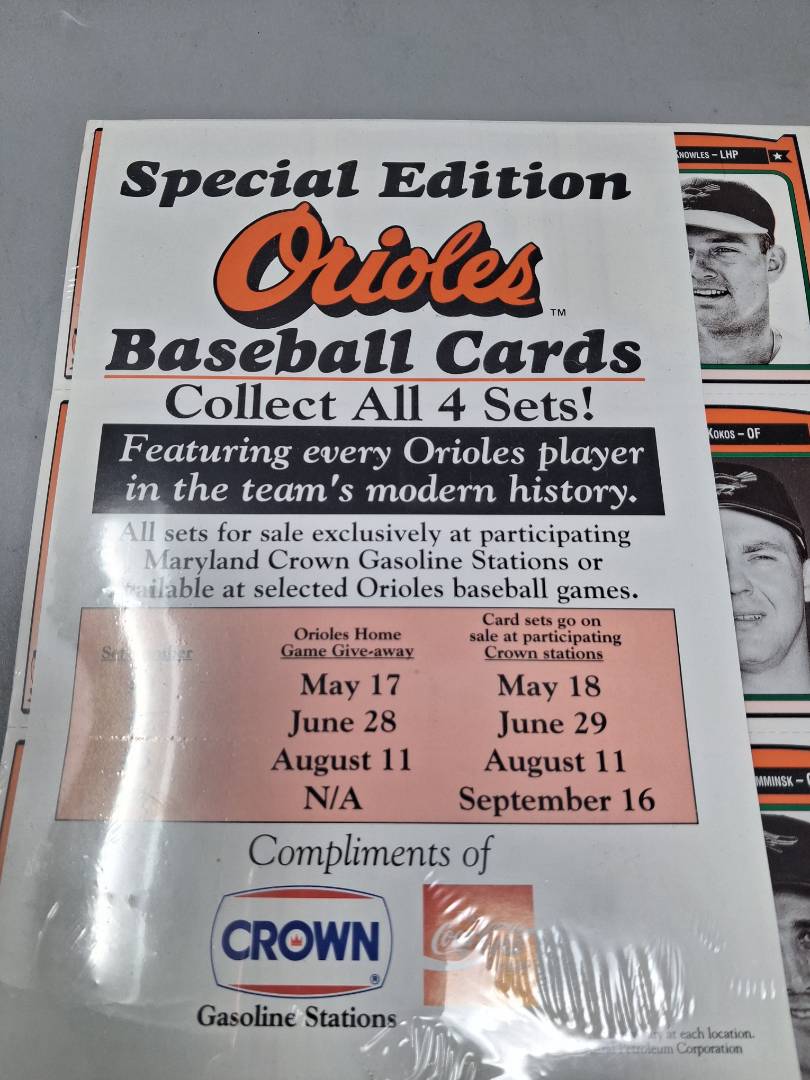 Special Edition
Orioles TM
Baseball Cards
Collect All 4 Sets!
Featuring every Orioles player
in the team's modern history.
All sets for sale exclusively at participating
Maryland Crown Gasoline Stations or
at selected Orioles baseball games.
Orioles Home
Game Give-away
Card sets go on
sale at participating
Crown stations
May 17 May 18
June 28 June 29
August 11 August 11
N/A September 16
Compliments of
CROWN ®
Gasoline Stations
at each location.
Petroleum Corporation
KNOWLES – LHP
KOKOS – OF